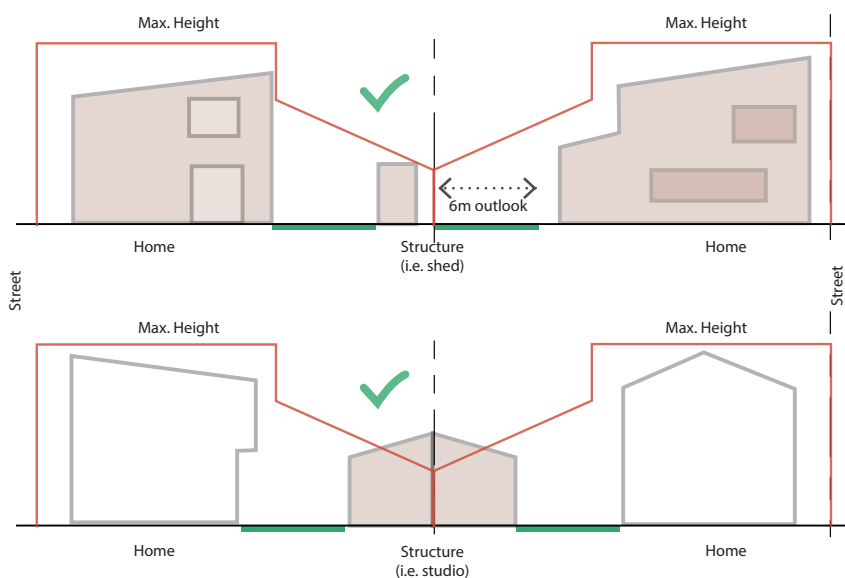 Max. Height
Max. Height
6m outlook
Home
Structure
(i.e. shed)
Home
Street
Street
Max. Height
Max. Height
Home
Structure
(i.e. studio)
Home